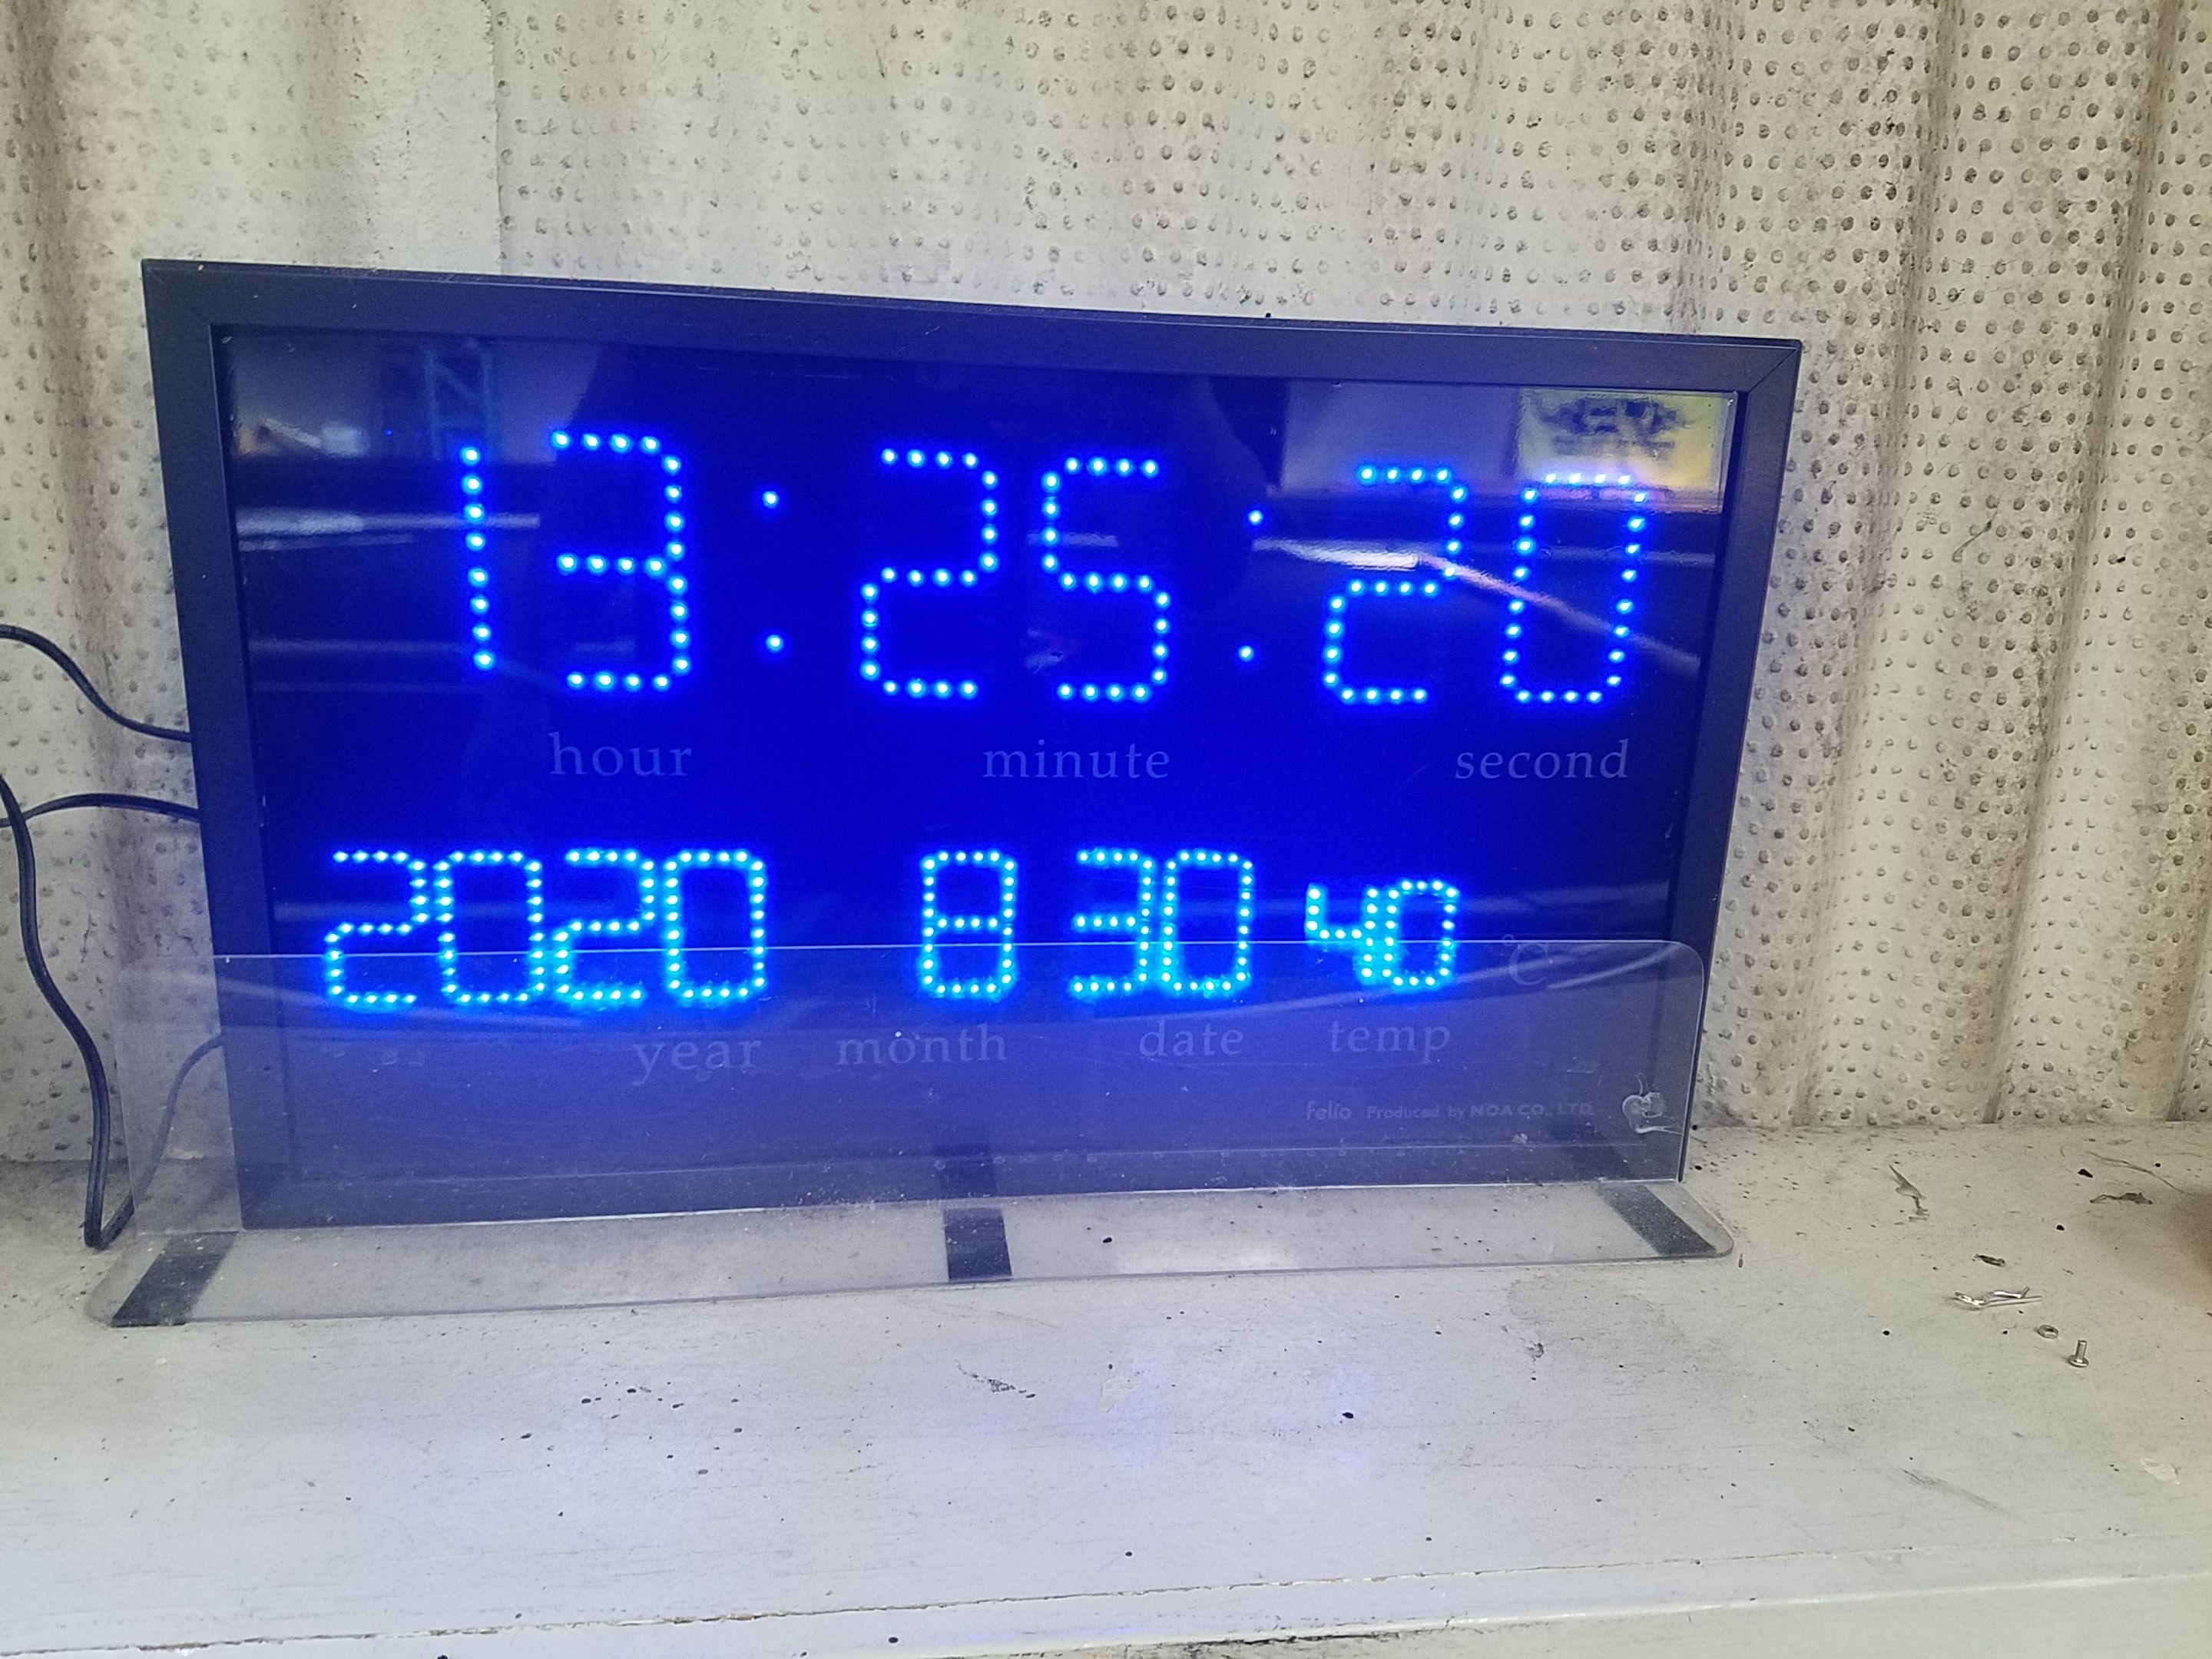 13:25:20
hour minute second
2020 8 30 40 °C
year month date temp
felio Produced by NOA CO., LTD.